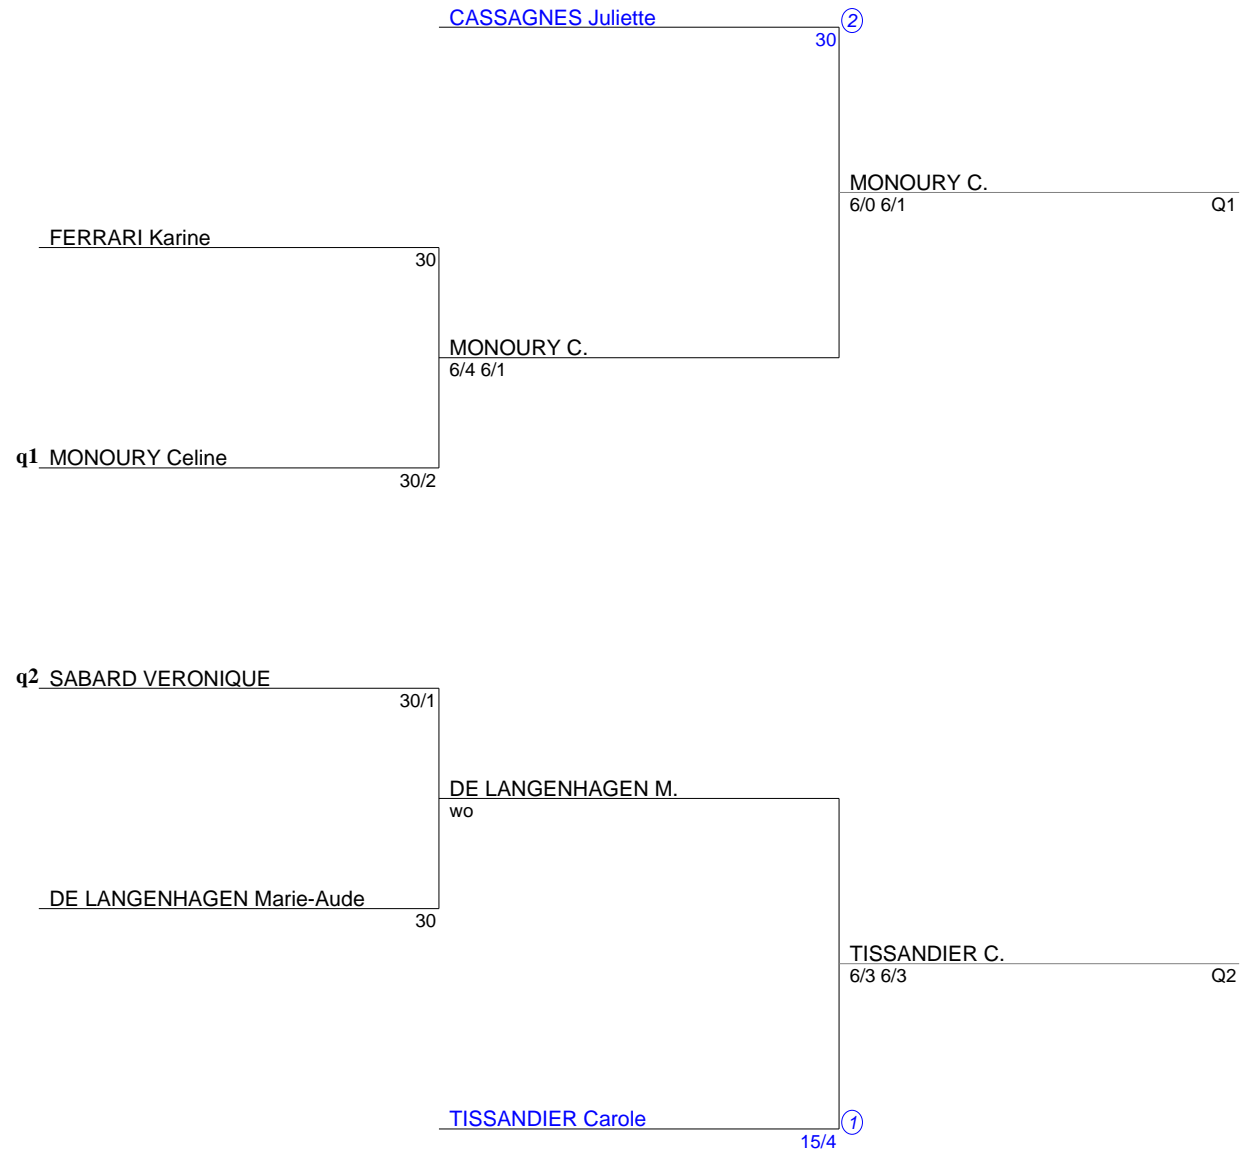 CASSAGNES Juliette 2
30
MONOURY C.
6/0 6/1 Q1
FERRARI Karine
30
MONOURY C.
6/4 6/1
q1 MONOURY Celine
30/2
q2 SABARD VERONIQUE
30/1
DE LANGENHAGEN M.
wo
DE LANGENHAGEN Marie-Aude
30
TISSANDIER C.
6/3 6/3 Q2
TISSANDIER Carole 1
15/4